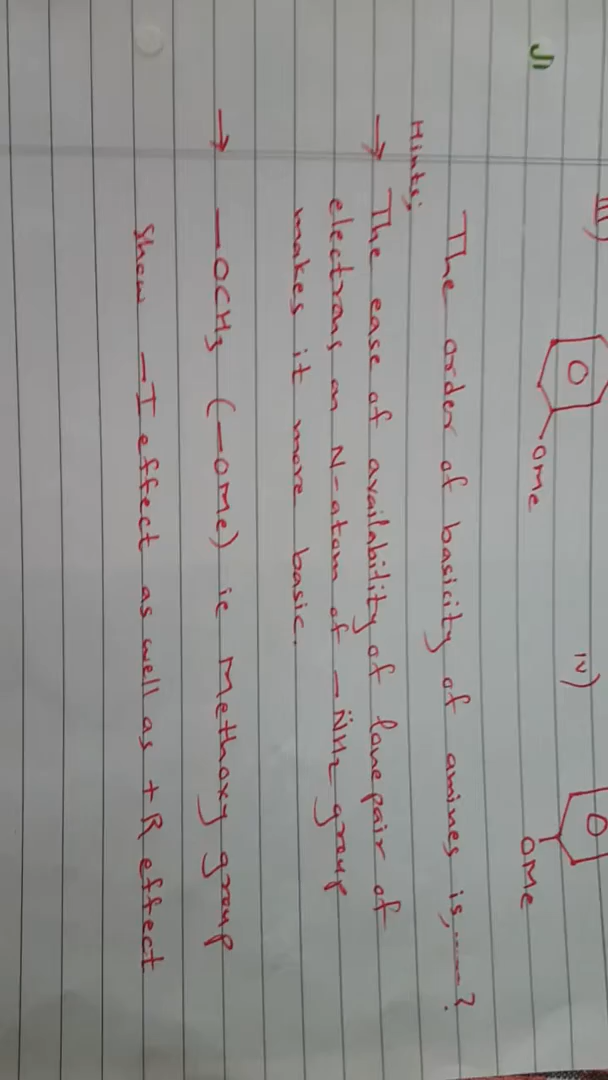 III)
OMe
IV)
OMe
The order of basicity of amines is, ----- ?
Hints;
→ The ease of availability of lone pair of
electrons on N-atom of -N̈H2 group
makes it more basic.
→ -OCH3 (-OMe) ie Methoxy group
Show -I effect as well as +R effect